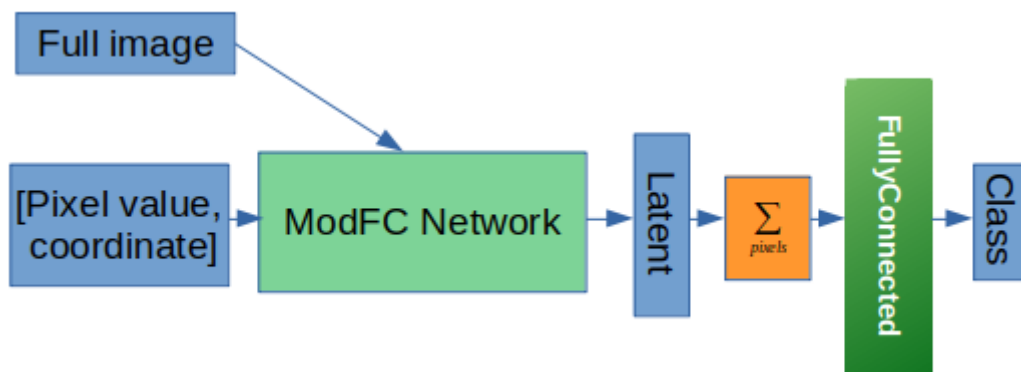 Full image
[Pixel value,
coordinate]
ModFC Network
Latent
∑
pixels
FullyConnected
Class